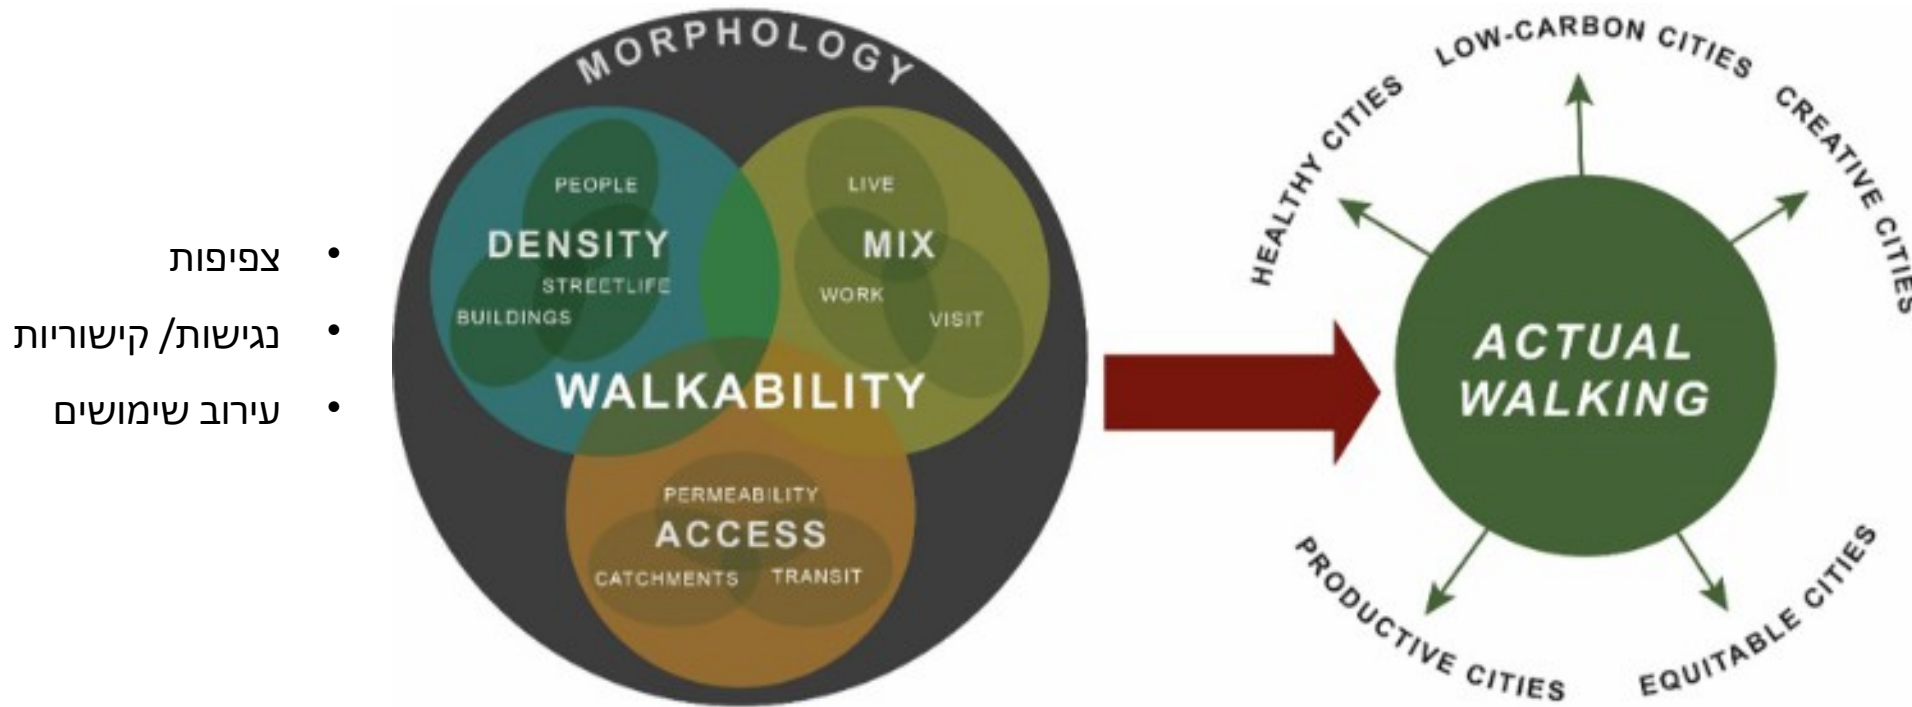 צפיפות
נגישות/ קישוריות
עירוב שימושים
MORPHOLOGY
PEOPLE
DENSITY
STREETLIFE
BUILDINGS
LIVE
MIX
WORK
VISIT
WALKABILITY
PERMEABILITY
ACCESS
CATCHMENTS
TRANSIT
HEALTHY CITIES
LOW-CARBON CITIES
CREATIVE CITIES
ACTUAL
WALKING
PRODUCTIVE CITIES
EQUITABLE CITIES